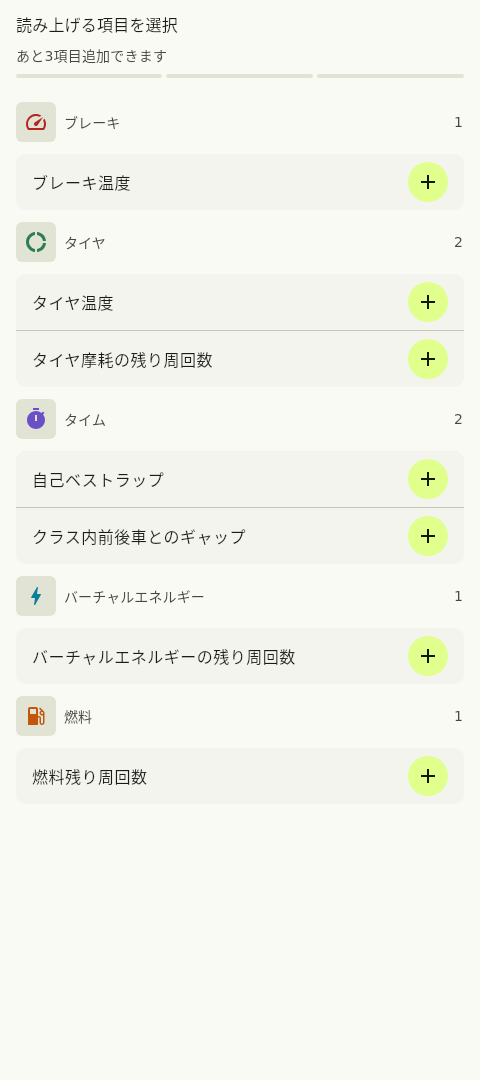 読み上げる項目を選択
あと3項目追加できます
ブレーキ 1
ブレーキ温度
タイヤ 2
タイヤ温度
タイヤ摩耗の残り周回数
タイム 2
自己ベストラップ
クラス内前後車とのギャップ
バーチャルエネルギー 1
バーチャルエネルギーの残り周回数
燃料 1
燃料残り周回数